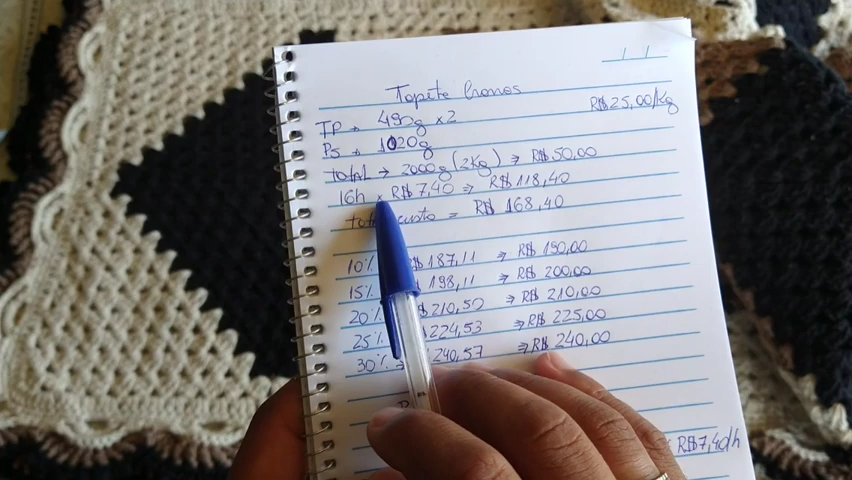 / /
Tapete Cronos
R$25,00/Kg
TP → 490g x2
Ps → 1020g
total → 2000g (2Kg) ⇒ R$50,00
16h x R$7,40 ⇒ R$118,40
custo = R$168,40
10% R$187,11 ⇒ R$190,00
15% 198,11 ⇒ R$200,00
20% $210,50 ⇒ R$210,00
25% $224,53 ⇒ R$225,00
30% → 240,57 ⇒ R$240,00
R$7,40/h